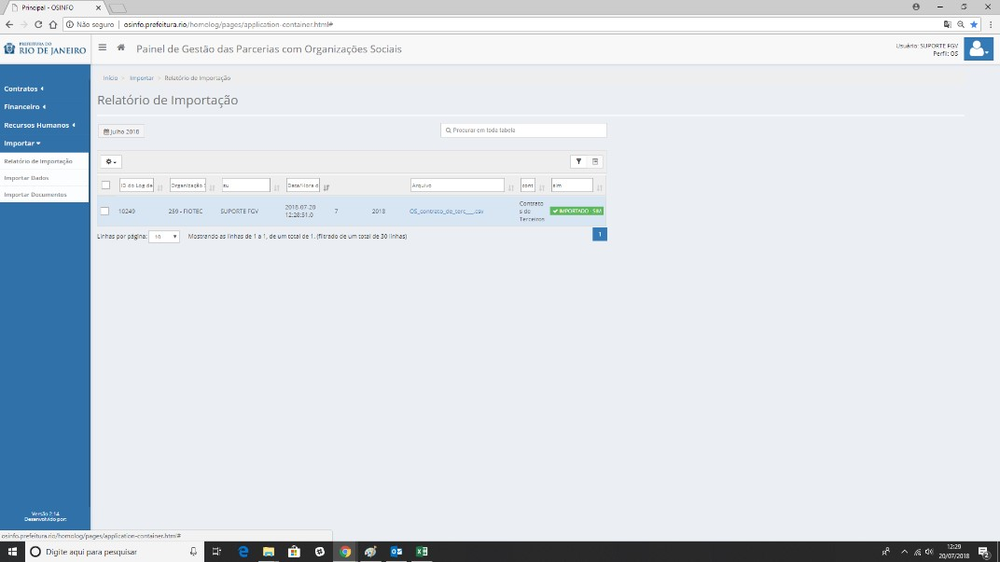 Principal - OSINFO
Não seguro | osinfo.prefeitura.rio/homolog/pages/application-container.html#
PREFEITURA DO
RIO DE JANEIRO
Painel de Gestão das Parcerias com Organizações Sociais
Usuário: SUPORTE FGV
Perfil: OS
Contratos
Financeiro
Recursos Humanos
Importar
Relatório de Importação
Importar Dados
Importar Documentos
Início > Importar > Relatório de Importação
Relatório de Importação
Julho 2018
Procurar em toda tabela
ID do Log de
Organização
su
Data/Hora d
Arquivo
cont
sim
10249
259 - FIOTEC
SUPORTE FGV
2018-07-20
12:28:51.0
7
2018
OS_contrato_de_terc___.csv
Contrato
s de
Terceiros
IMPORTADO SIM
Linhas por página: 10
Mostrando as linhas de 1 a 1, de um total de 1. (filtrado de um total de 30 linhas)
1
Versão 2.14
Desenvolvido por:
osinfo.prefeitura.rio/homolog/pages/application-container.html#
Digite aqui para pesquisar
12:29
20/07/2018